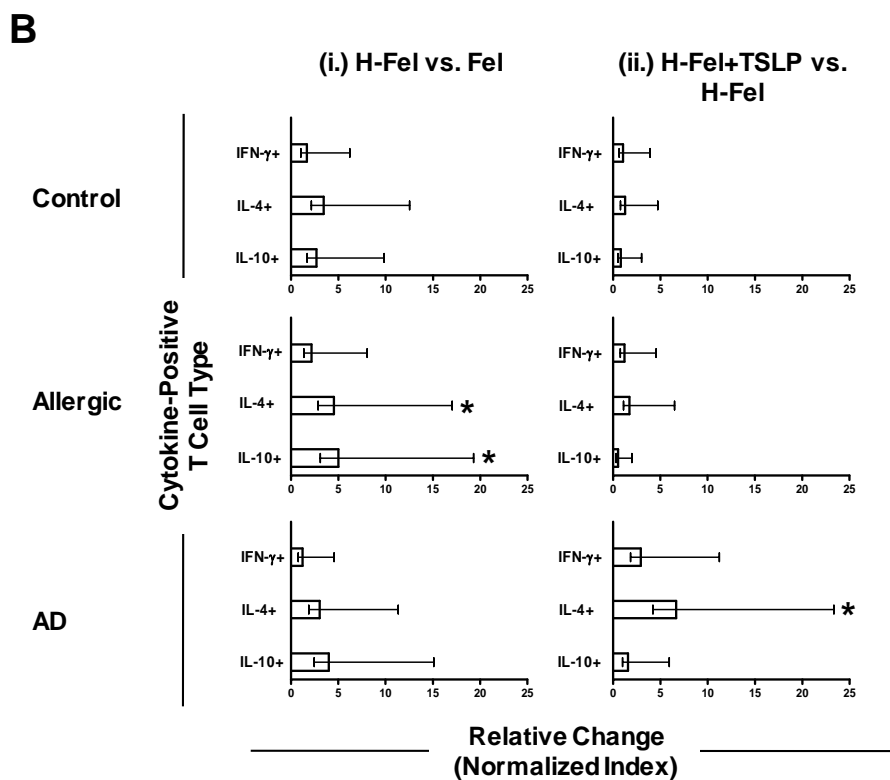 B
(i.) H-Fel vs. Fel
(ii.) H-Fel+TSLP vs.
H-Fel
Cytokine-Positive
T Cell Type
Control
IFN-γ+
IL-4+
IL-10+
0 5 10 15 20 25
IFN-γ+
IL-4+
IL-10+
0 5 10 15 20 25
Allergic
IFN-γ+
IL-4+ *
IL-10+ *
0 5 10 15 20 25
IFN-γ+
IL-4+
IL-10+
0 5 10 15 20 25
AD
IFN-γ+
IL-4+
IL-10+
0 5 10 15 20 25
IFN-γ+
IL-4+ *
IL-10+
0 5 10 15 20 25
Relative Change
(Normalized Index)